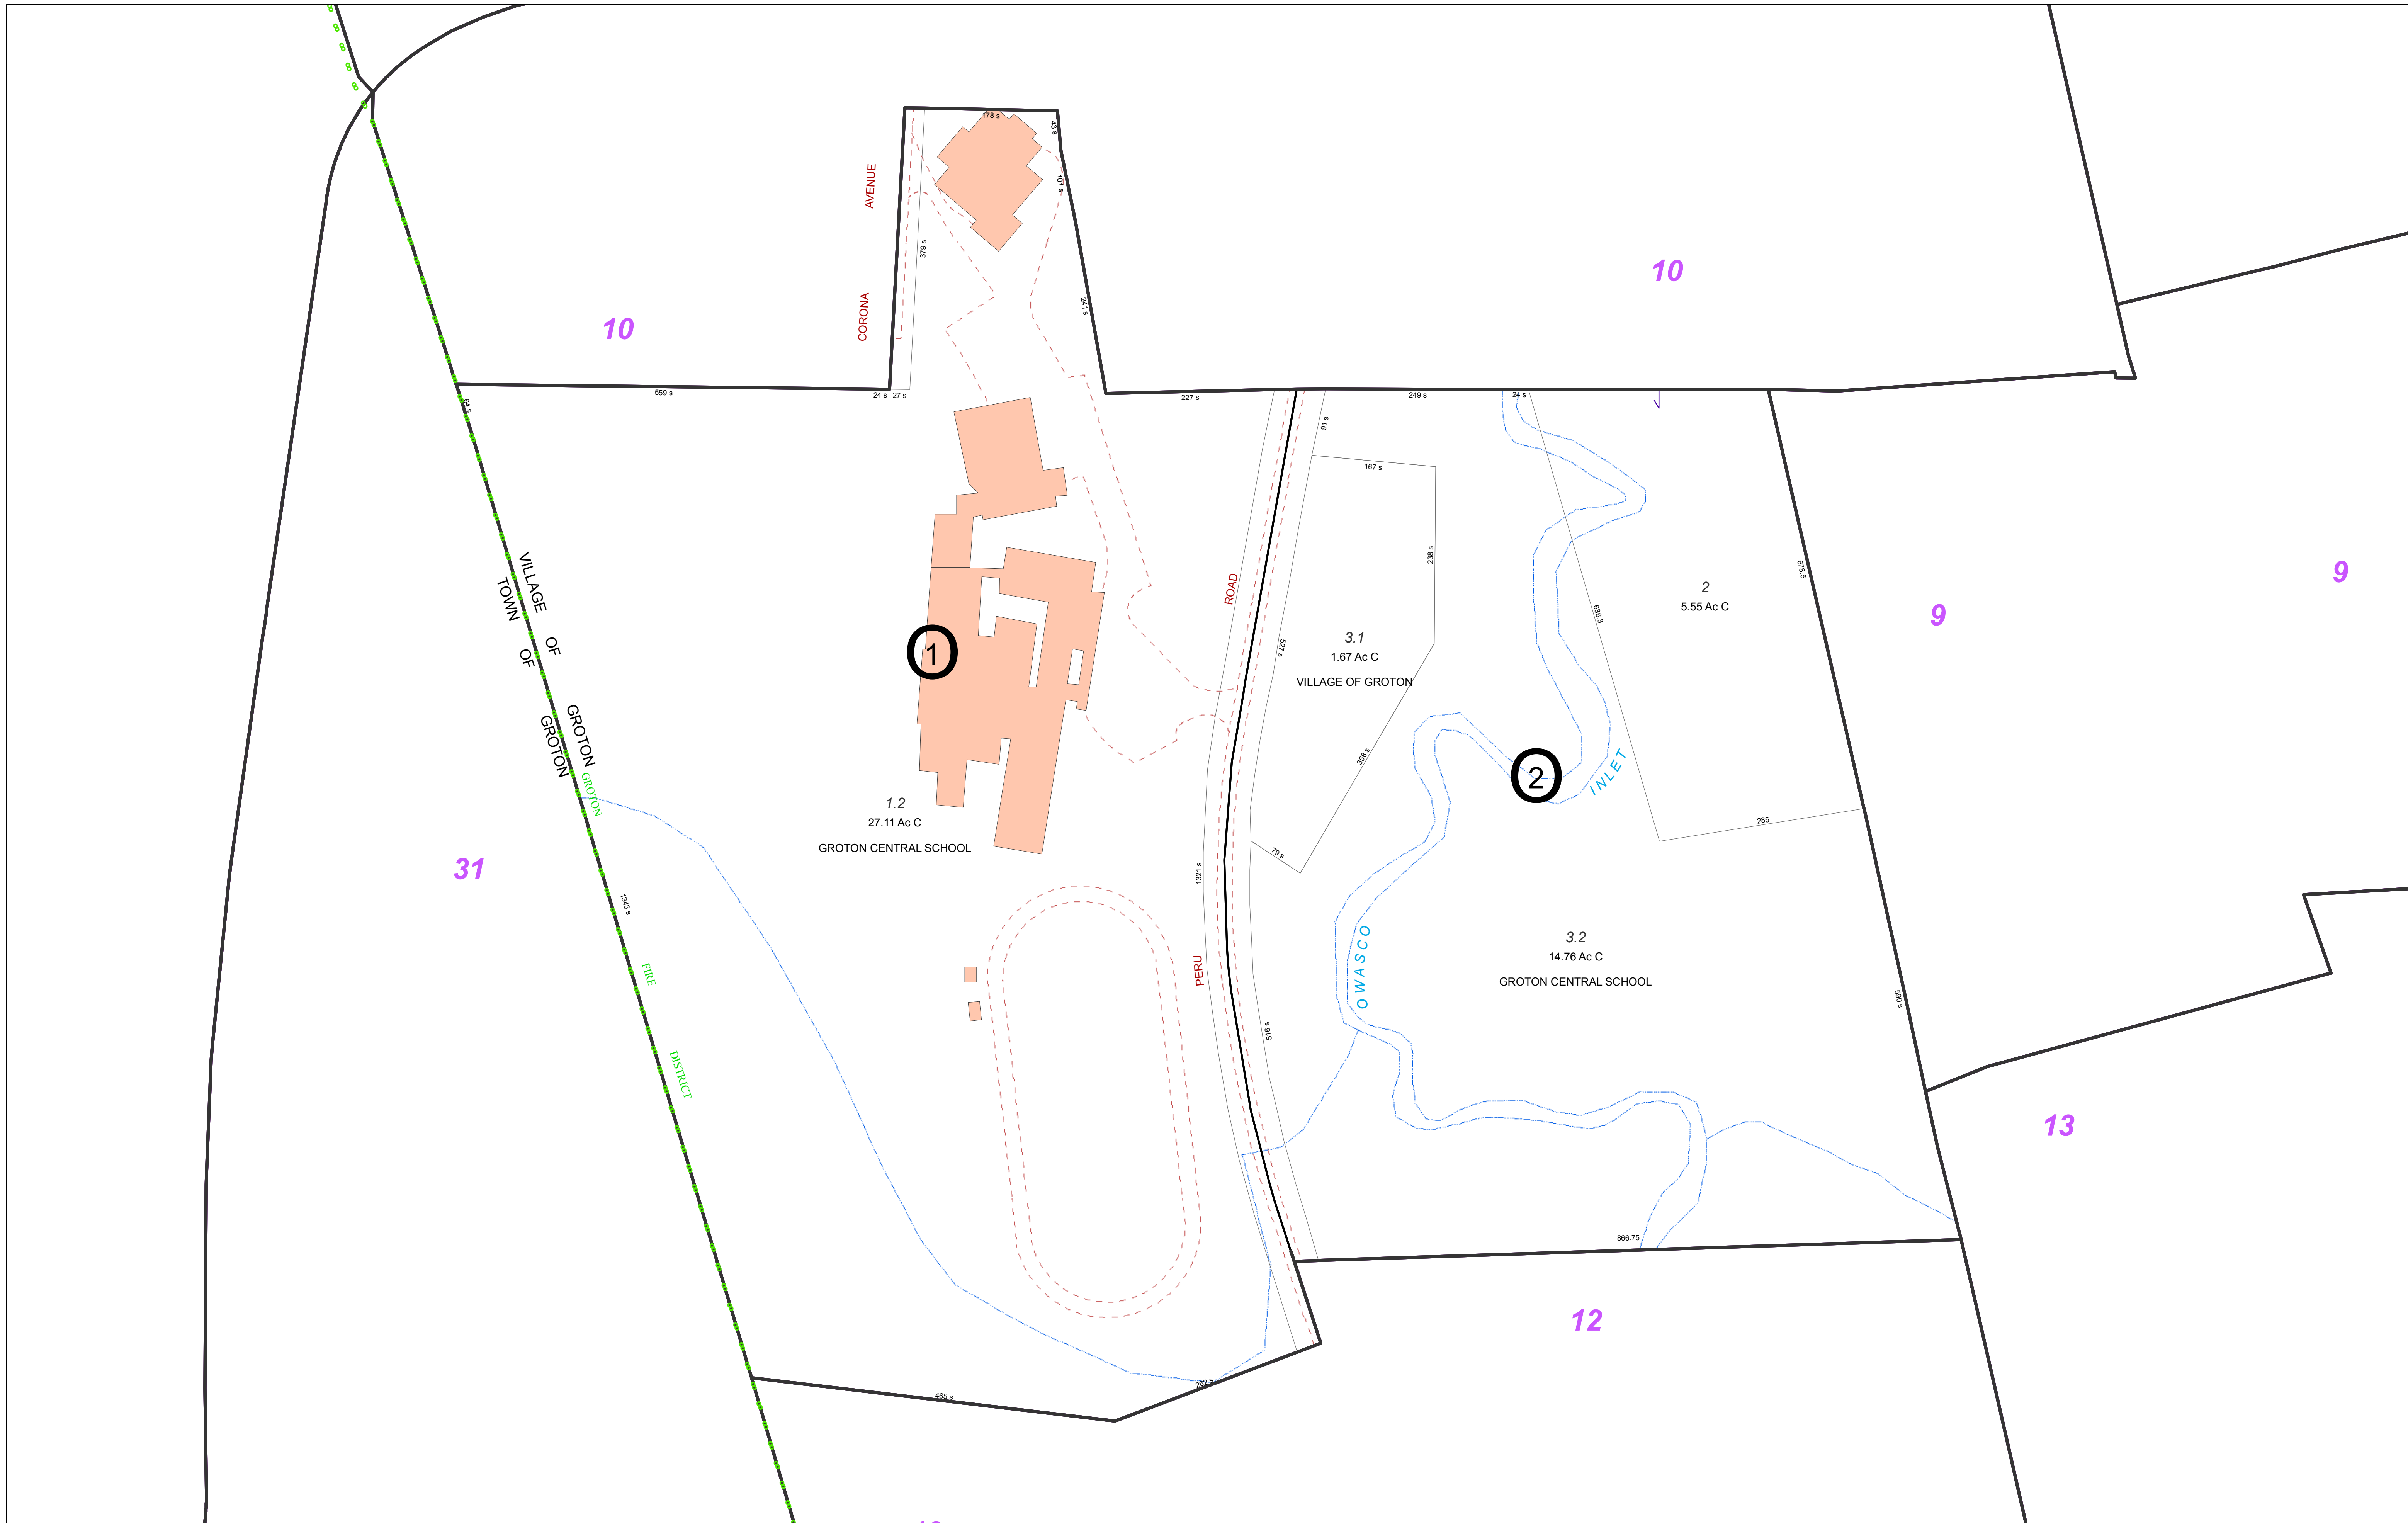 178 s
43 s
101 s
AVENUE
379 s
CORONA
241 s
10
10
559 s
24 s
27 s
64 s
227 s
249 s
24 s
91 s
167 s
238 s
678.5
9
9
VILLAGE OF GROTON
TOWN OF GROTON
ROAD
527 s
636.3
2
5.55 Ac C
3.1
1.67 Ac C
VILLAGE OF GROTON
358 s
1
2
INLET
285
79 s
1.2
27.11 Ac C
GROTON CENTRAL SCHOOL
31
1343 s
GROTON FIRE DISTRICT
1321 s
PERU
516 s
OWASCO
3.2
14.76 Ac C
GROTON CENTRAL SCHOOL
590 s
13
866.75
12
465 s
262 s